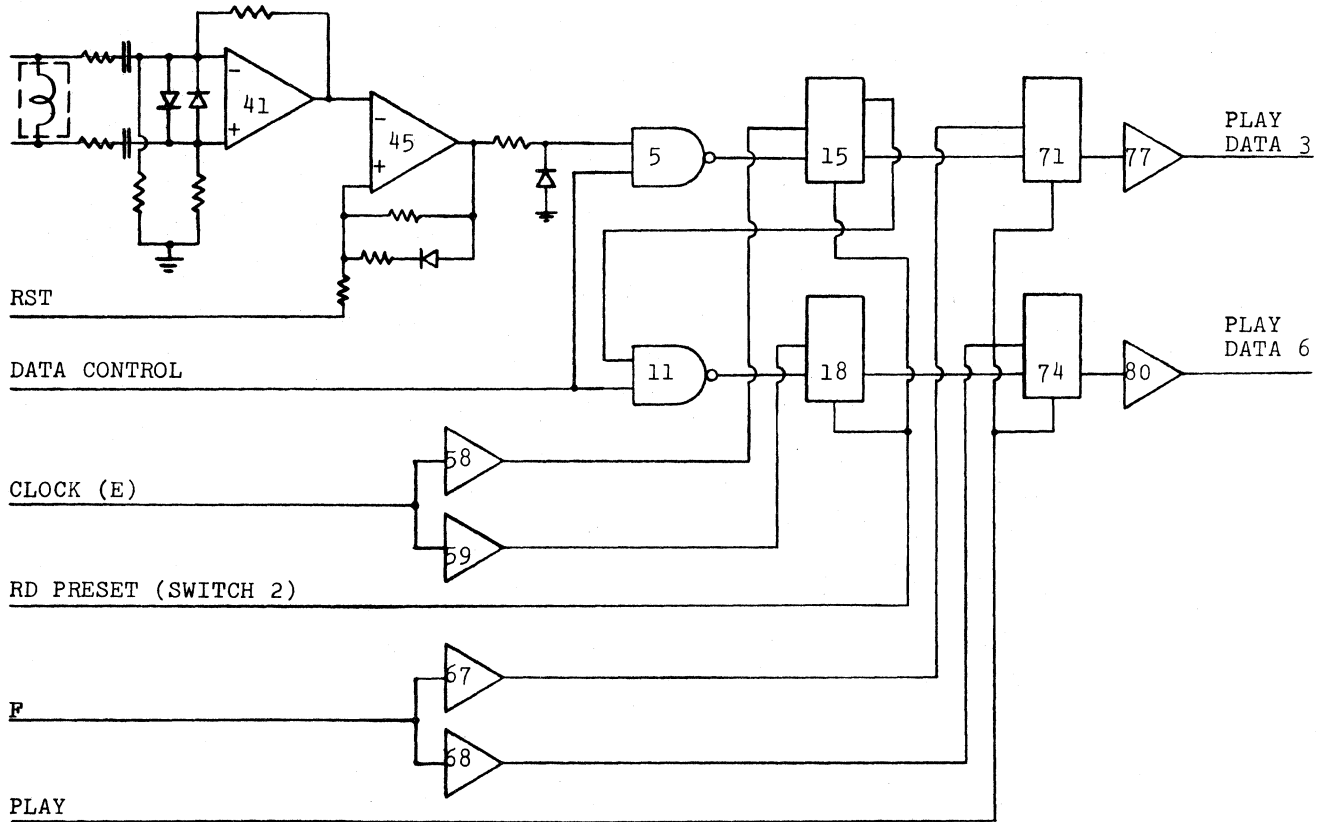 41
45
5
15
71
77
PLAY
DATA 3
RST
DATA CONTROL
11
18
74
80
PLAY
DATA 6
58
CLOCK (E)
59
RD PRESET (SWITCH 2)
67
F
68
PLAY